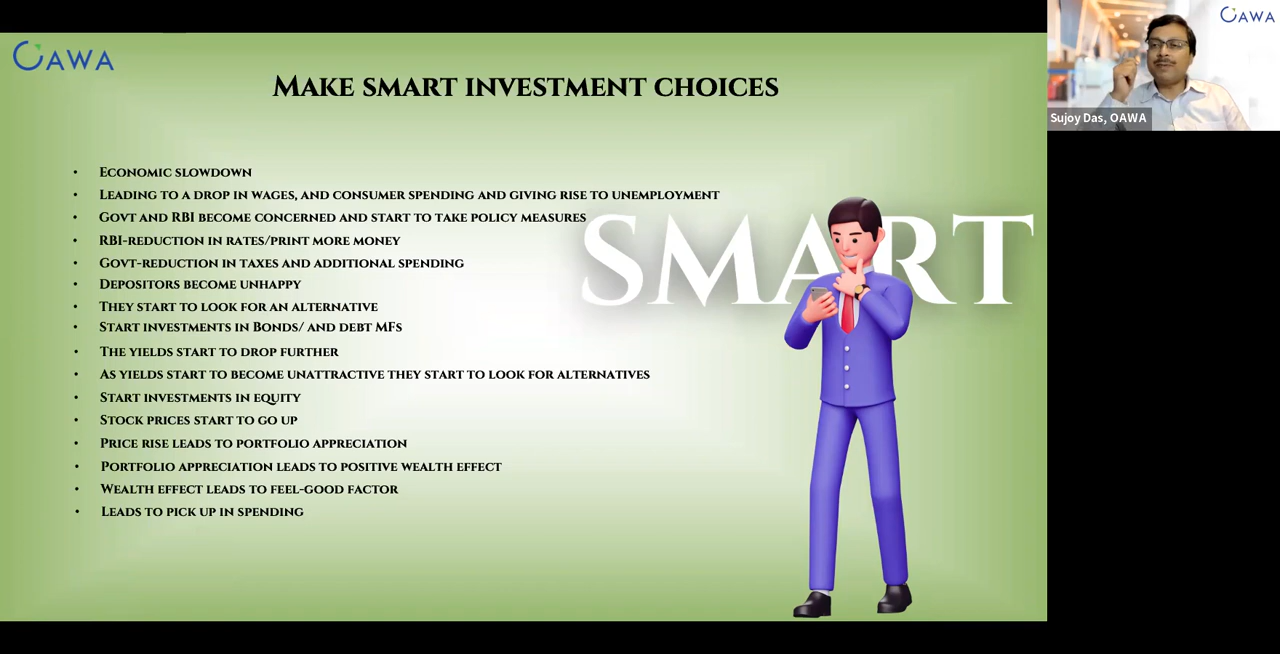 OAWA
Make smart investment choices
• Economic slowdown
• Leading to a drop in wages, and consumer spending and giving rise to unemployment
• Govt and RBI become concerned and start to take policy measures
• RBI-reduction in rates/print more money
• Govt-reduction in taxes and additional spending
• Depositors become unhappy
• They start to look for an alternative
• Start investments in Bonds/ and debt MFs
• The yields start to drop further
• As yields start to become unattractive they start to look for alternatives
• Start investments in equity
• Stock prices start to go up
• Price rise leads to portfolio appreciation
• Portfolio appreciation leads to positive wealth effect
• Wealth effect leads to feel-good factor
• Leads to pick up in spending
SMART
OAWA
Sujoy Das, OAWA